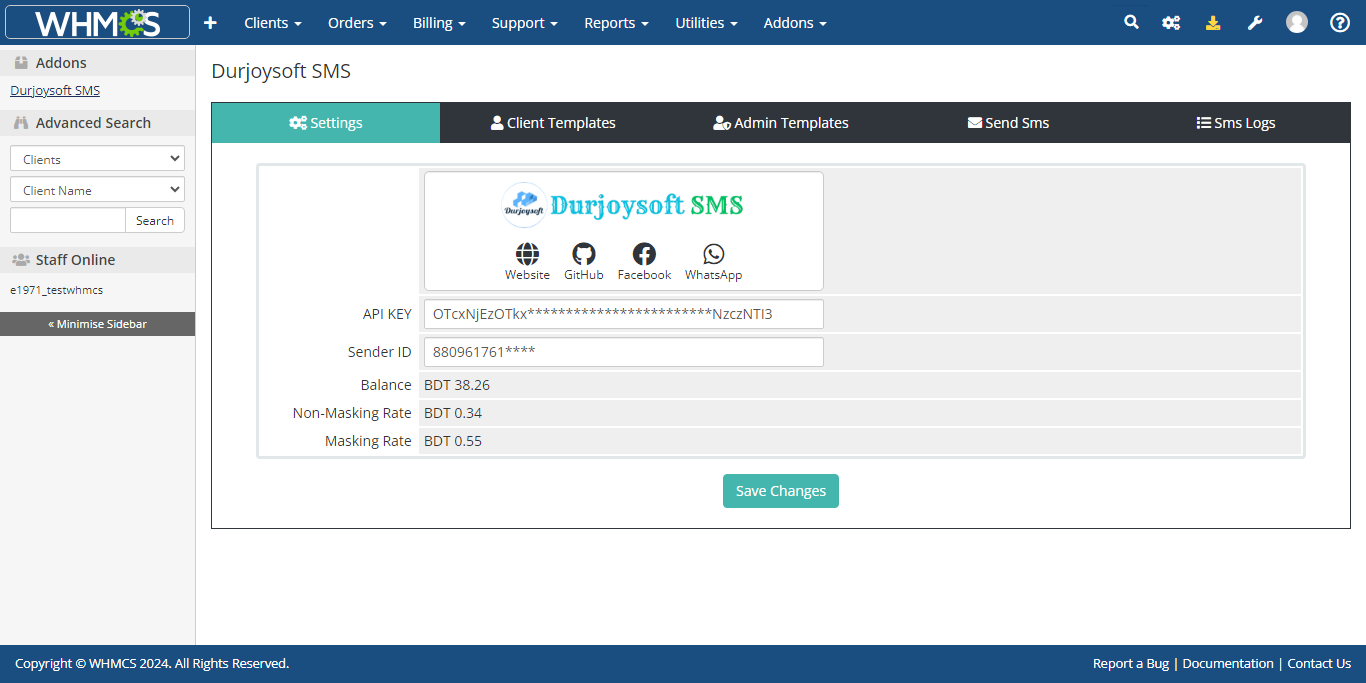 WHMCS
Clients
Orders
Billing
Support
Reports
Utilities
Addons
Addons
Durjoysoft SMS
Advanced Search
Clients
Client Name
Search
Staff Online
e1971_testwhmcs
« Minimise Sidebar
Durjoysoft SMS
Settings
Client Templates
Admin Templates
Send Sms
Sms Logs
Durjoysoft
Durjoysoft SMS
Website
GitHub
Facebook
WhatsApp
API KEY
OTcxNjEzOTkx************************NzczNTI3
Sender ID
880961761****
Balance
BDT 38.26
Non-Masking Rate
BDT 0.34
Masking Rate
BDT 0.55
Save Changes
Copyright © WHMCS 2024. All Rights Reserved.
Report a Bug | Documentation | Contact Us